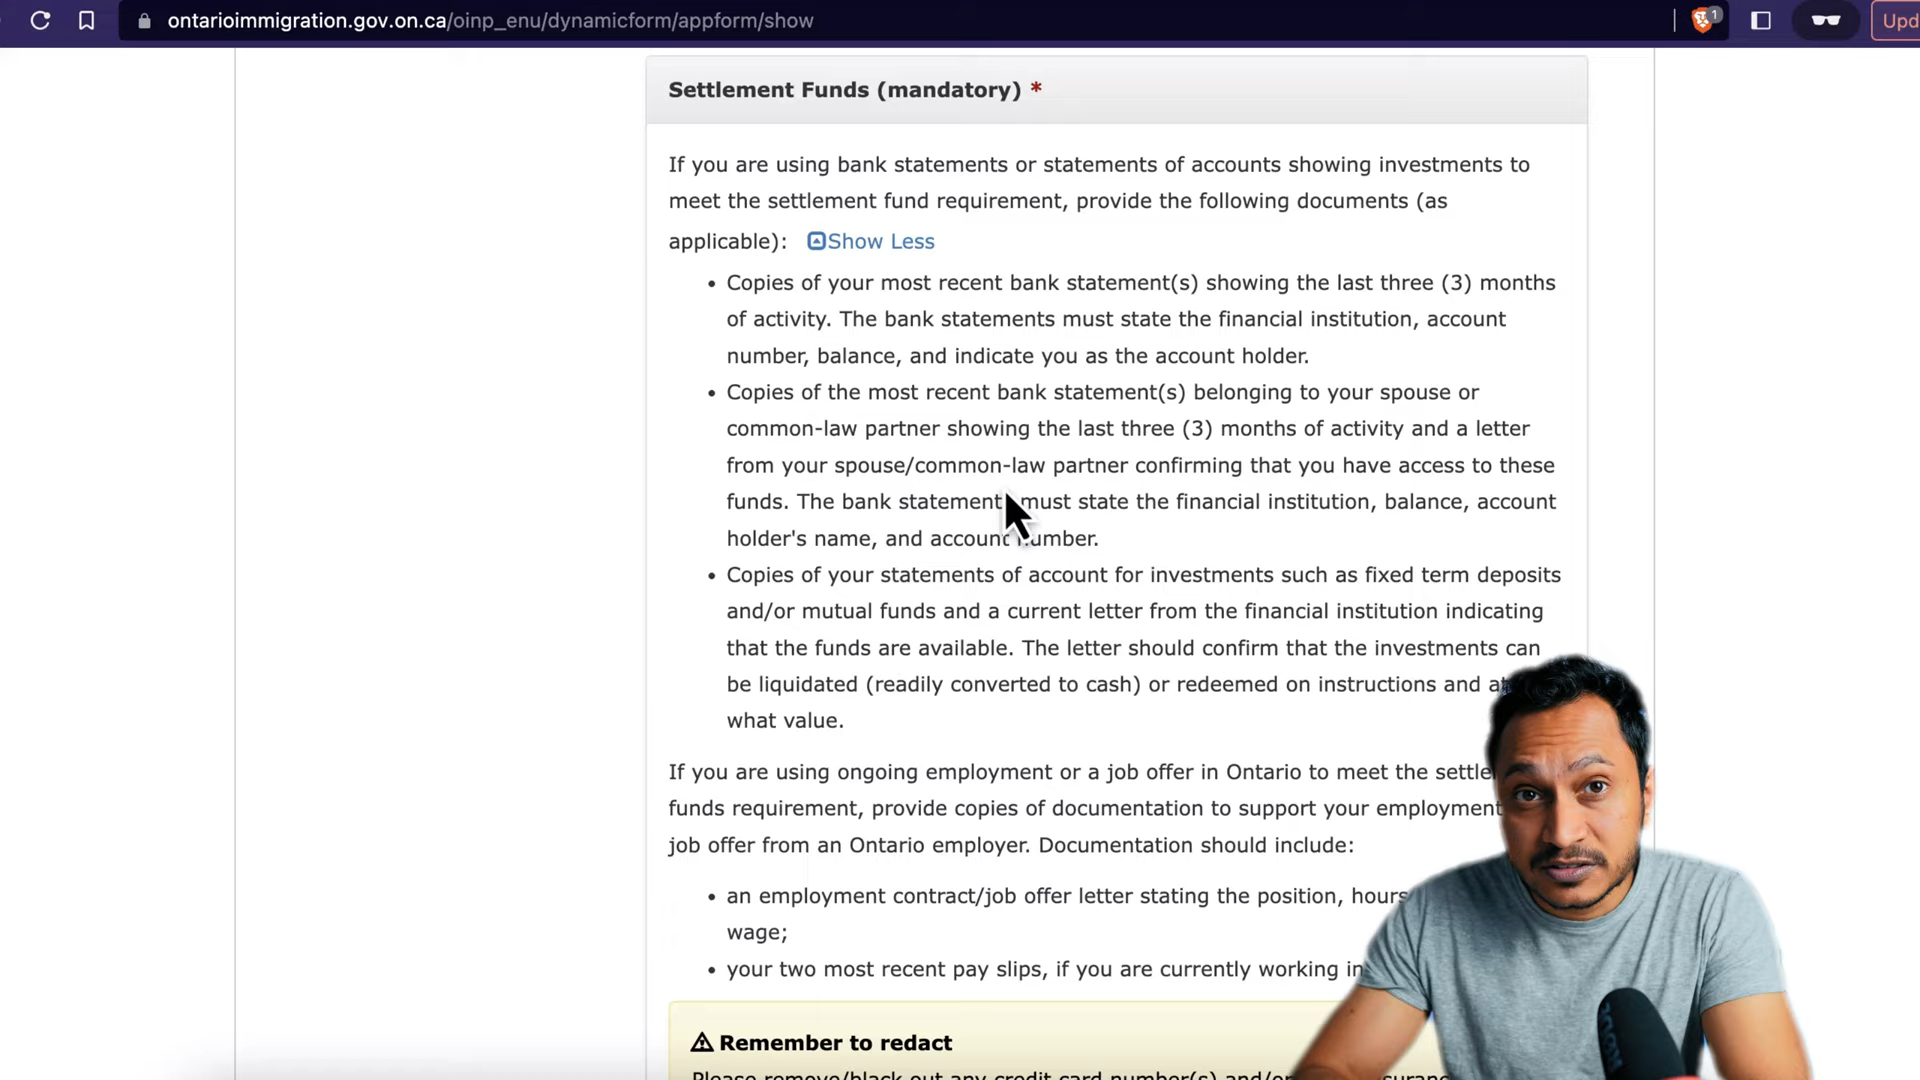 ontarioimmigration.gov.on.ca/oinp_enu/dynamicform/appform/show
1
Upd
Settlement Funds (mandatory) *
If you are using bank statements or statements of accounts showing investments to
meet the settlement fund requirement, provide the following documents (as
applicable): Show Less
• Copies of your most recent bank statement(s) showing the last three (3) months
of activity. The bank statements must state the financial institution, account
number, balance, and indicate you as the account holder.
• Copies of the most recent bank statement(s) belonging to your spouse or
common-law partner showing the last three (3) months of activity and a letter
from your spouse/common-law partner confirming that you have access to these
funds. The bank statement must state the financial institution, balance, account
holder's name, and account number.
• Copies of your statements of account for investments such as fixed term deposits
and/or mutual funds and a current letter from the financial institution indicating
that the funds are available. The letter should confirm that the investments can
be liquidated (readily converted to cash) or redeemed on instructions and at
what value.
If you are using ongoing employment or a job offer in Ontario to meet the
funds requirement, provide copies of documentation to support your employment
job offer from an Ontario employer. Documentation should include:
• an employment contract/job offer letter stating the position, hours
wage;
• your two most recent pay slips, if you are currently working in
Remember to redact
Please remove/black out any credit card number(s) and/or